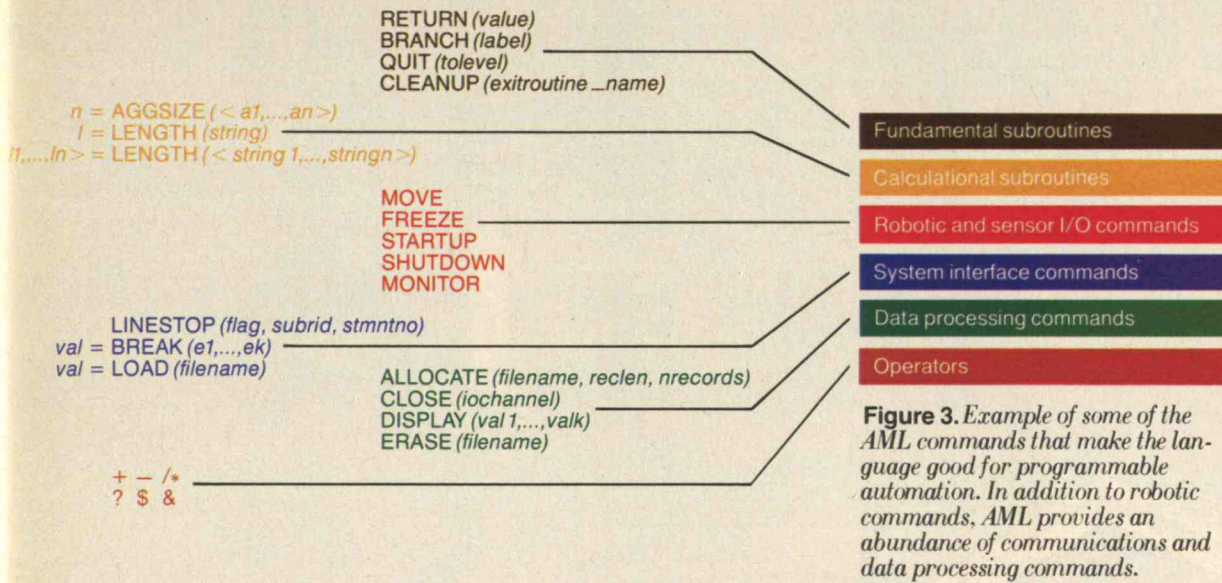 RETURN (value)
BRANCH (label)
QUIT (tolevel)
CLEANUP (exitroutine_name)
n = AGGSIZE (< a1,...,an >)
l = LENGTH (string)
l1,...,ln > = LENGTH (< string 1,...,stringn >)
MOVE
FREEZE
STARTUP
SHUTDOWN
MONITOR
LINESTOP (flag, subrid, stmntno)
val = BREAK (e1,...,ek)
val = LOAD (filename)
ALLOCATE (filename, reclen, nrecords)
CLOSE (iochannel)
DISPLAY (val 1,...,valk)
ERASE (filename)
+ – /*
? $ &
Fundamental subroutines
Calculational subroutines
Robotic and sensor I/O commands
System interface commands
Data processing commands
Operators
Figure 3. Example of some of the
AML commands that make the lan-
guage good for programmable
automation. In addition to robotic
commands, AML provides an
abundance of communications and
data processing commands.